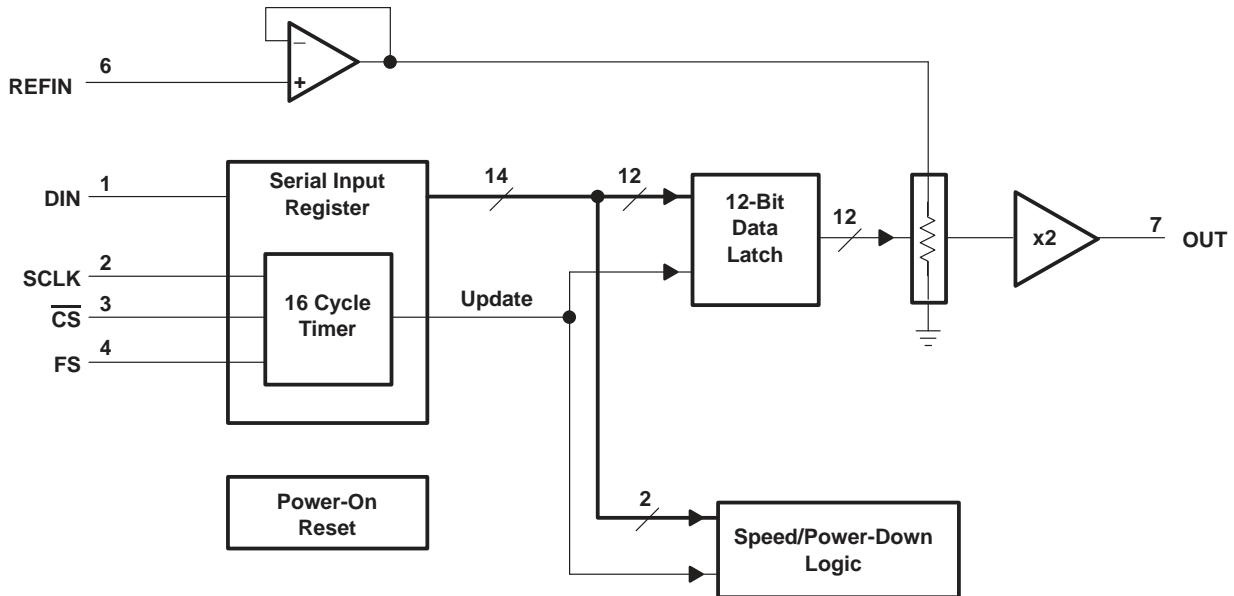 6
REFIN
−
+
1
DIN
Serial Input
Register
14
12
12-Bit
Data
Latch
12
x2
7
OUT
2
SCLK
3
C̅S̅
4
FS
16 Cycle
Timer
Update
Power-On
Reset
2
Speed/Power-Down
Logic